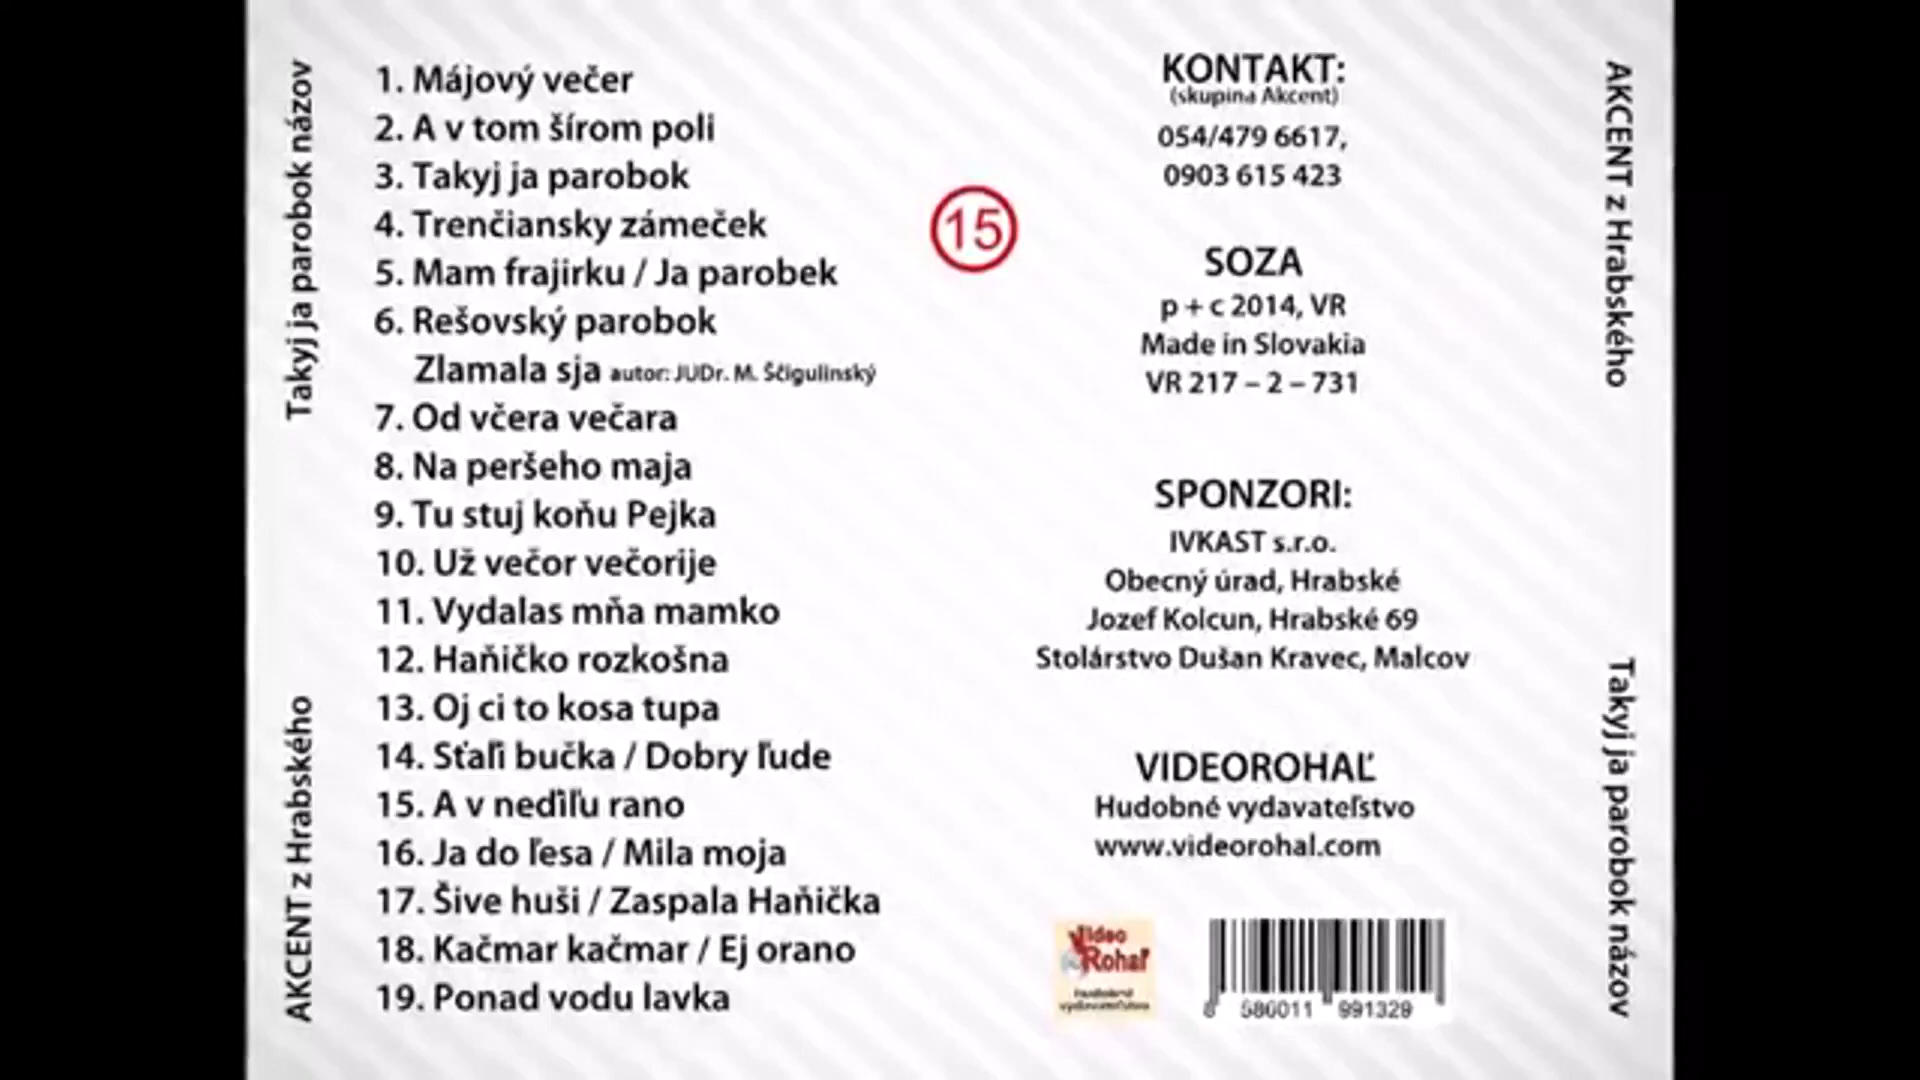 Takyj ja parobok názov
AKCENT z Hrabského
1. Májový večer
2. A v tom šírom poli
3. Takyj ja parobok
4. Trenčiansky zámeček
5. Mam frajirku / Ja parobek
6. Rešovský parobok
Zlamala sja autor: JUDr. M. Ščigulinský
7. Od včera večara
8. Na peršeho maja
9. Tu stuj koňu Pejka
10. Už večor večorije
11. Vydalas mňa mamko
12. Haňičko rozkošna
13. Oj ci to kosa tupa
14. Sťaľi bučka / Dobry ľude
15. A v neďiľu rano
16. Ja do ľesa / Mila moja
17. Šive huši / Zaspala Haňička
18. Kačmar kačmar / Ej orano
19. Ponad vodu lavka
15
KONTAKT:
(skupina Akcent)
054/479 6617,
0903 615 423
SOZA
p + c 2014, VR
Made in Slovakia
VR 217 – 2 – 731
SPONZORI:
IVKAST s.r.o.
Obecný úrad, Hrabské
Jozef Kolcun, Hrabské 69
Stolárstvo Dušan Kravec, Malcov
VIDEOROHAĽ
Hudobné vydavateľstvo
www.videorohal.com
Video
Rohaľ
hudobné
vydavateľstvo
8 586011 991329
AKCENT z Hrabského
Takyj ja parobok názov